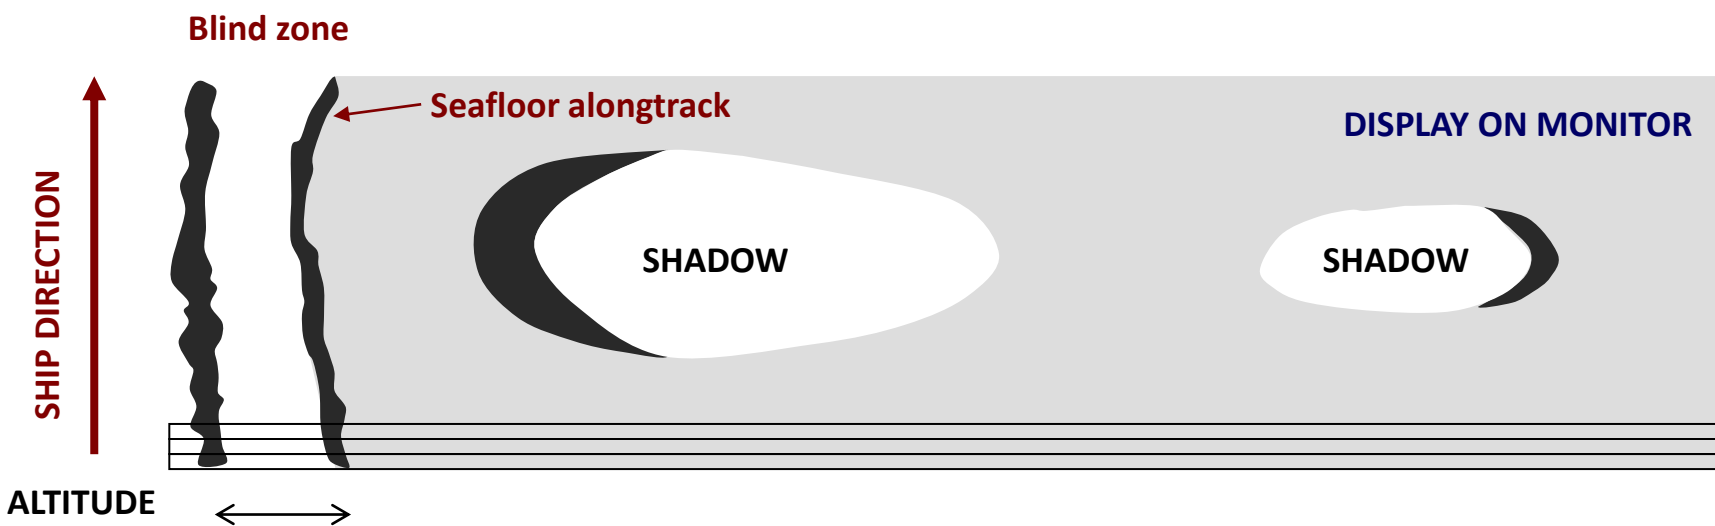 Blind zone
Seafloor alongtrack
DISPLAY ON MONITOR
SHIP DIRECTION
SHADOW
SHADOW
ALTITUDE